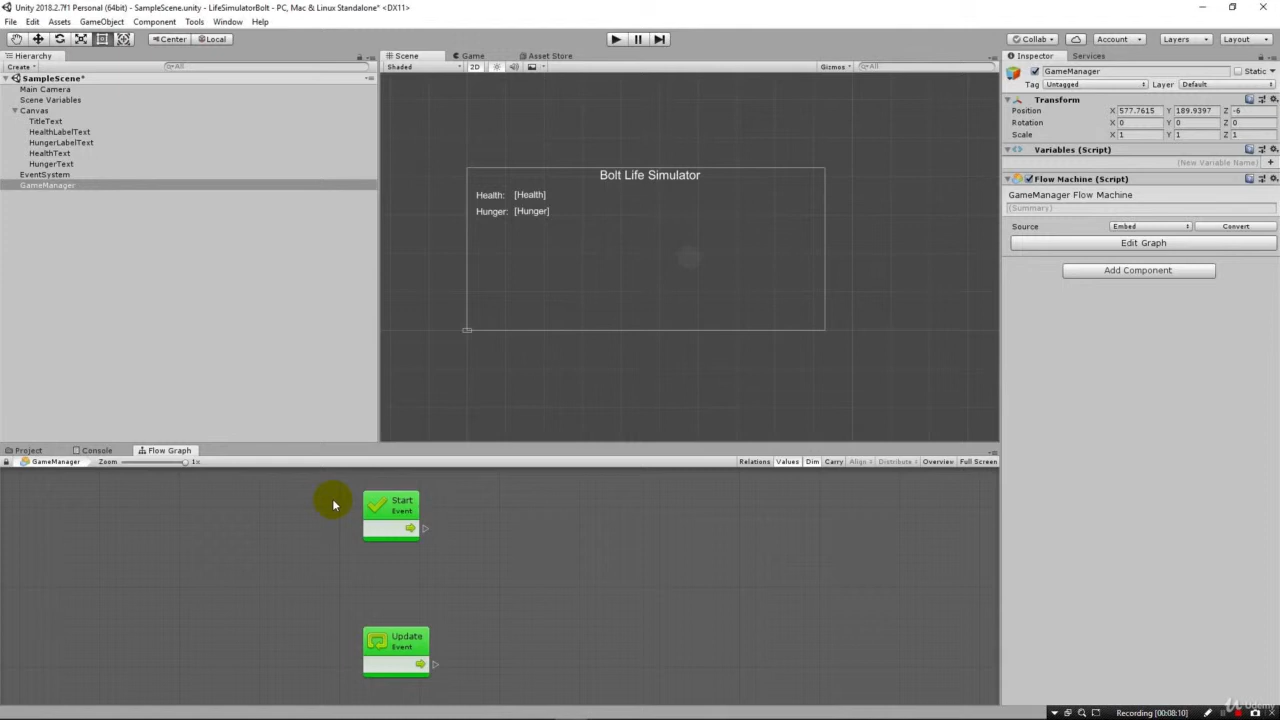 Unity 2018.2.7f1 Personal (64bit) - SampleScene.unity - LifeSimulatorBolt - PC, Mac & Linux Standalone* <DX11>
File Edit Assets GameObject Component Tools Window Help
Center Local Collab Account Layers Layout
Hierarchy
Create All
SampleScene*
Main Camera
Scene Variables
Canvas
TitleText
HealthLabelText
HungerLabelText
HealthText
HungerText
EventSystem
GameManager
Scene Game Asset Store
Shaded 2D Gizmos All
Bolt Life Simulator
Health: [Health]
Hunger: [Hunger]
Inspector Services
GameManager Static
Tag Untagged Layer Default
Transform
Position X 577.7615 Y 189.9397 Z -6
Rotation X 0 Y 0 Z 0
Scale X 1 Y 1 Z 1
Variables (Script)
(New Variable Name)
Flow Machine (Script)
GameManager Flow Machine
(Summary)
Source Embed Convert
Edit Graph
Add Component
Project Console Flow Graph
GameManager Zoom 1x Relations Values Dim Carry Align Distribute Overview Full Screen
Start
Event
Update
Event
Recording [00:08:10]
Udemy